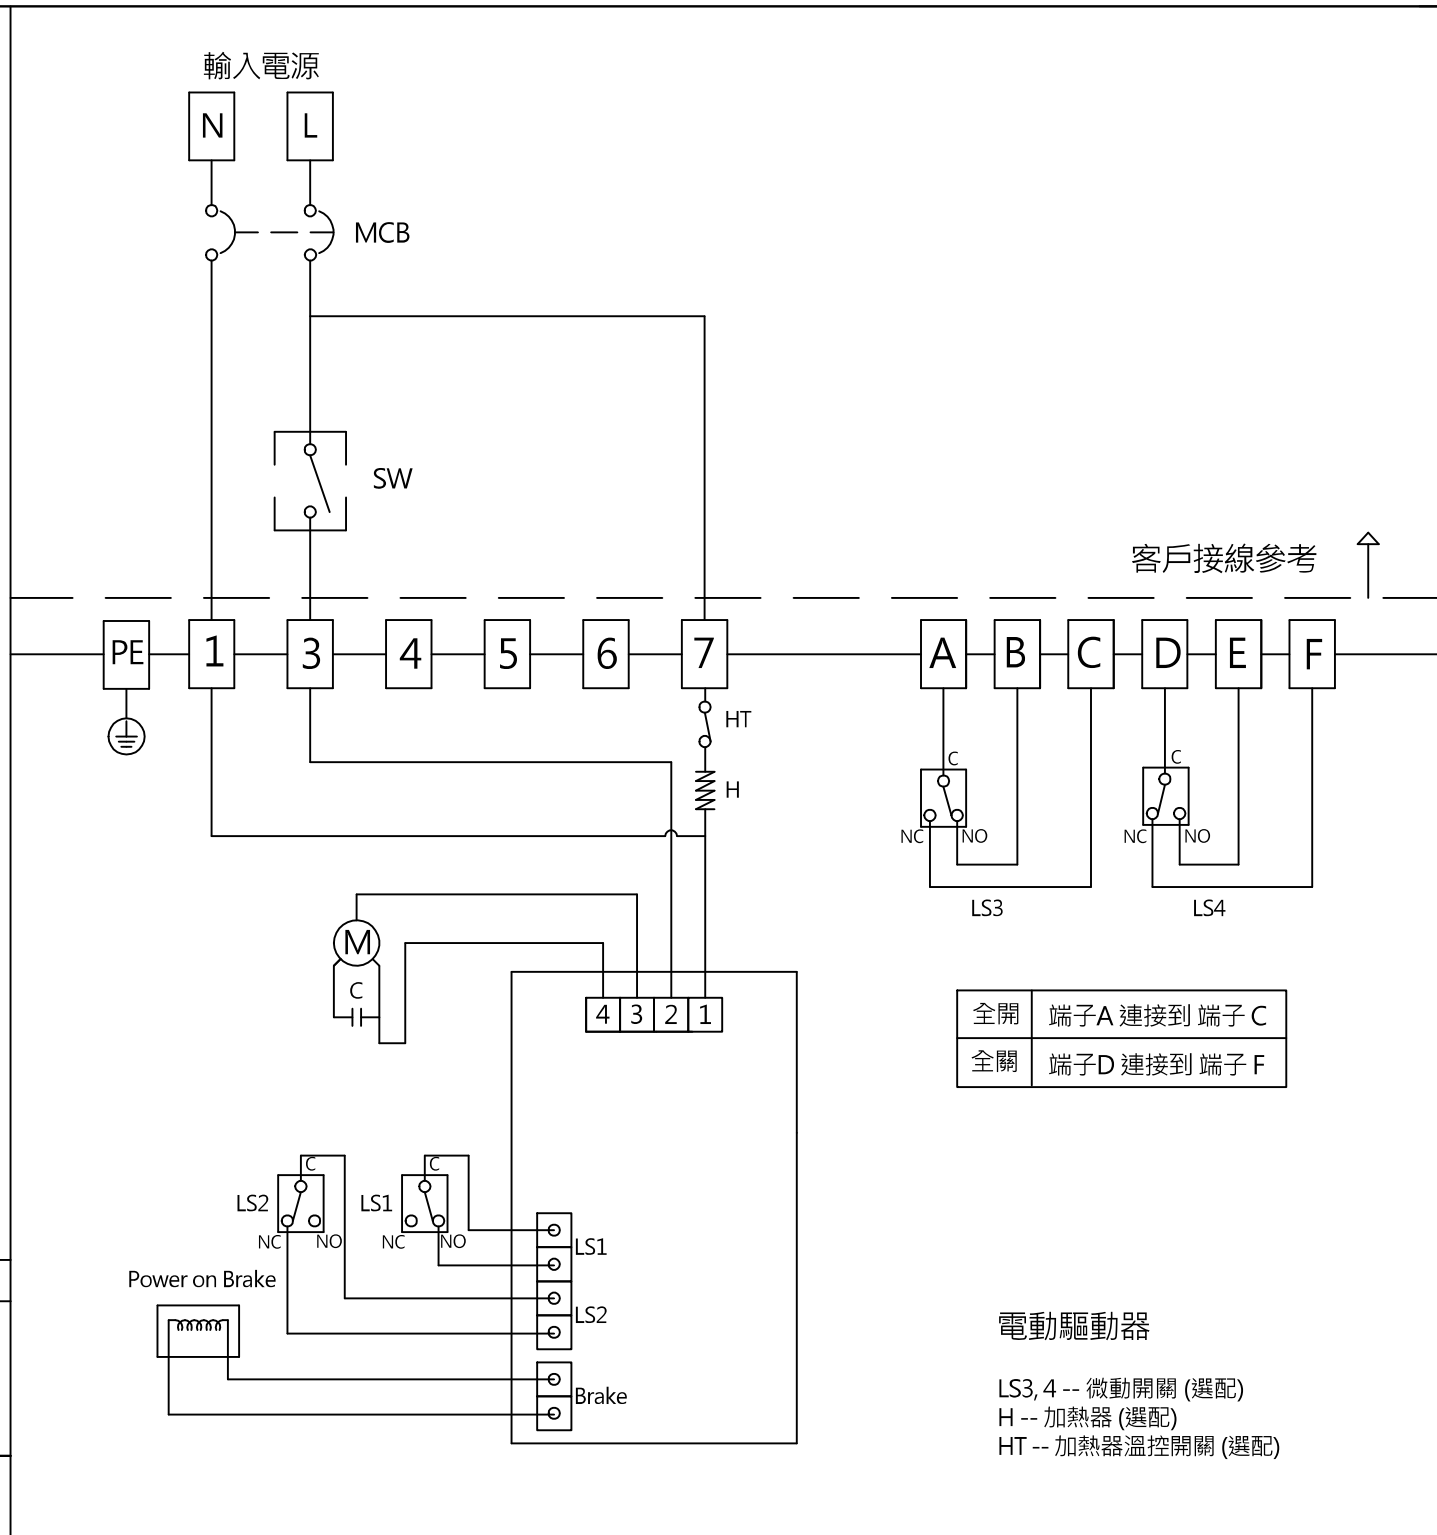 輸入電源
N L
MCB
SW
客戶接線參考
PE 1 3 4 5 6 7 A B C D E F
HT
H
C
NC NO
LS3
C
NC NO
LS4
M
C
4 3 2 1
全開 端子A 連接到 端子 C
全關 端子D 連接到 端子 F
C
LS2
NC NO
C
LS1
NC NO
LS1
LS2
Power on Brake
Brake
電動驅動器
LS3, 4 -- 微動開關 (選配)
H -- 加熱器 (選配)
HT -- 加熱器溫控開關 (選配)